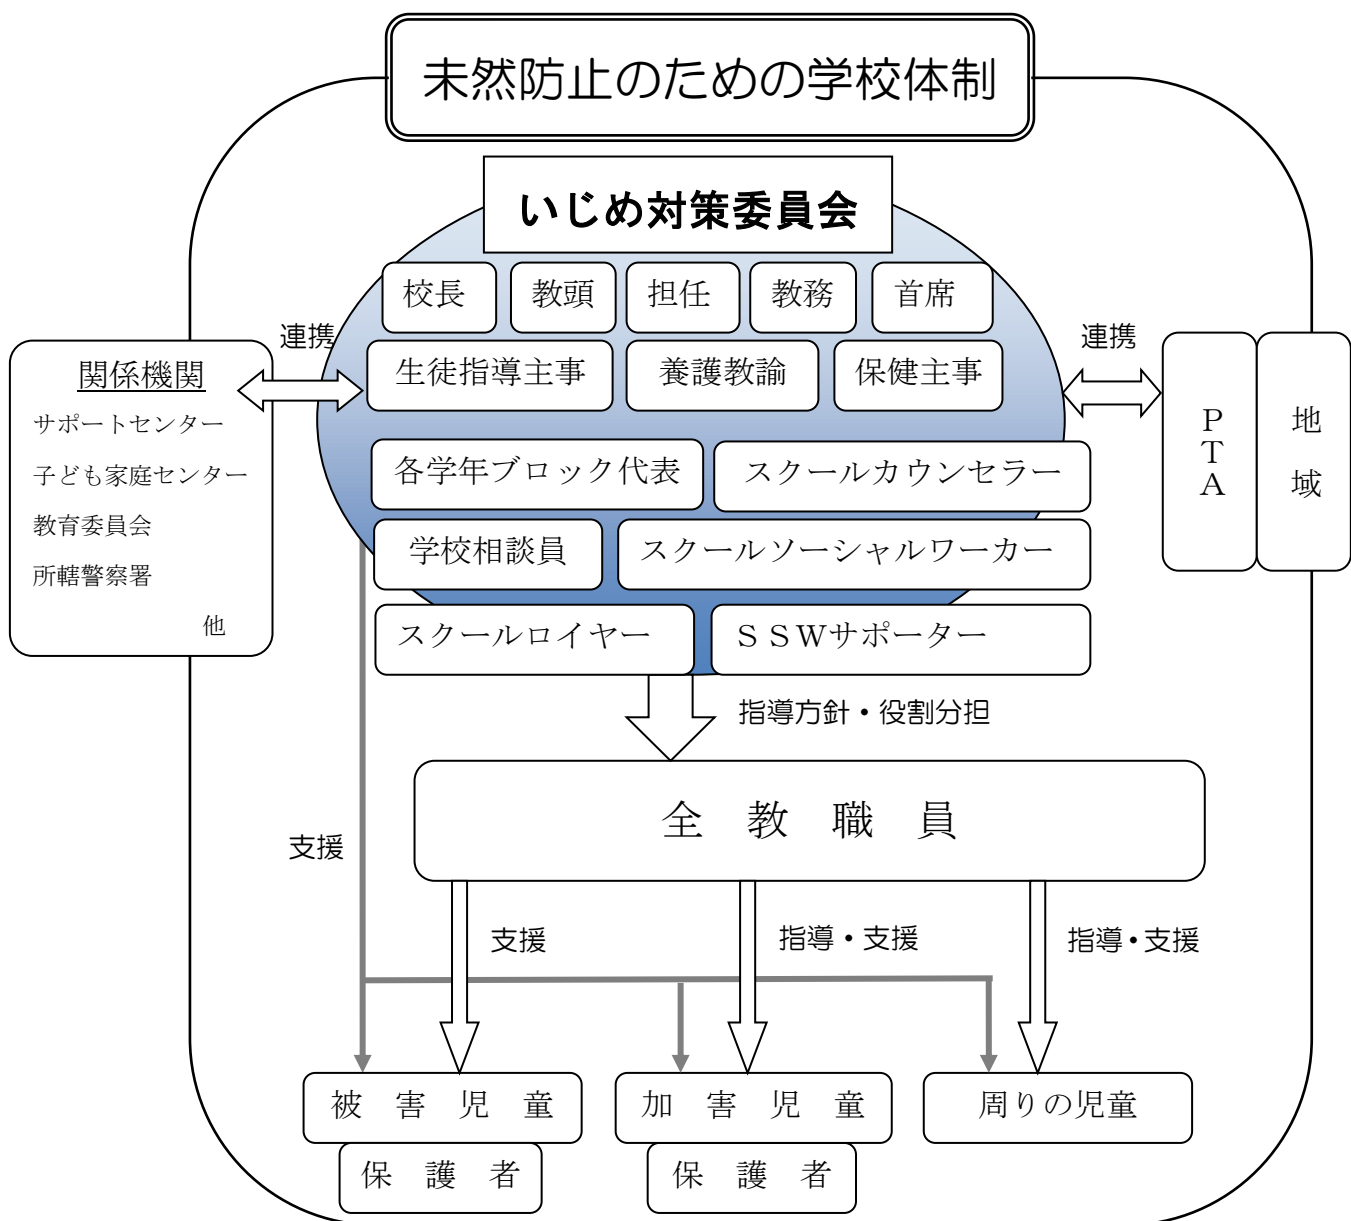 未然防止のための学校体制
いじめ対策委員会
校長
教頭
担任
教務
首席
生徒指導主事
養護教諭
保健主事
各学年ブロック代表
スクールカウンセラー
学校相談員
スクールソーシャルワーカー
スクールロイヤー
ＳＳＷサポーター
連携
関係機関
サポートセンター
子ども家庭センター
教育委員会
所轄警察署
他
連携
ＰＴＡ
地域
指導方針・役割分担
全教職員
支援
支援
指導・支援
指導・支援
被害児童
加害児童
周りの児童
保護者
保護者